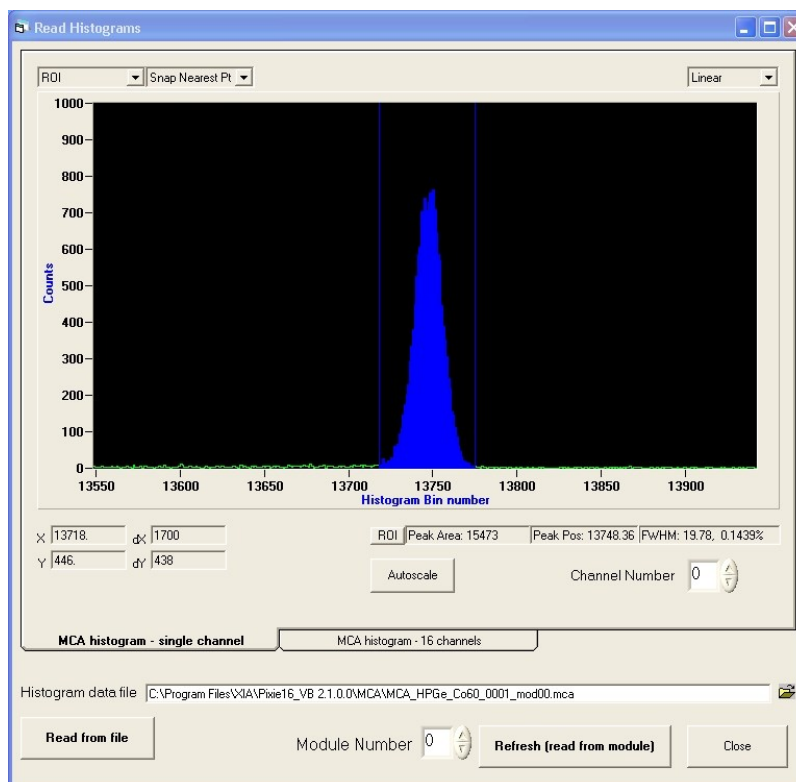 Read Histograms
ROI Snap Nearest Pt Linear
1000
900
800
700
600
500
400
300
200
100
0
Counts
13550 13600 13650 13700 13750 13800 13850 13900
Histogram Bin number
X 13718. dX 1700 ROI Peak Area: 15473 Peak Pos: 13748.36 FWHM: 19.78, 0.1439%
Y 446. dY 438
Autoscale Channel Number 0
MCA histogram - single channel MCA histogram - 16 channels
Histogram data file C:\Program Files\XIA\Pixie16_VB 2.1.0.0\MCA\MCA_HPGe_Co60_0001_mod00.mca
Read from file Module Number 0 Refresh (read from module) Close